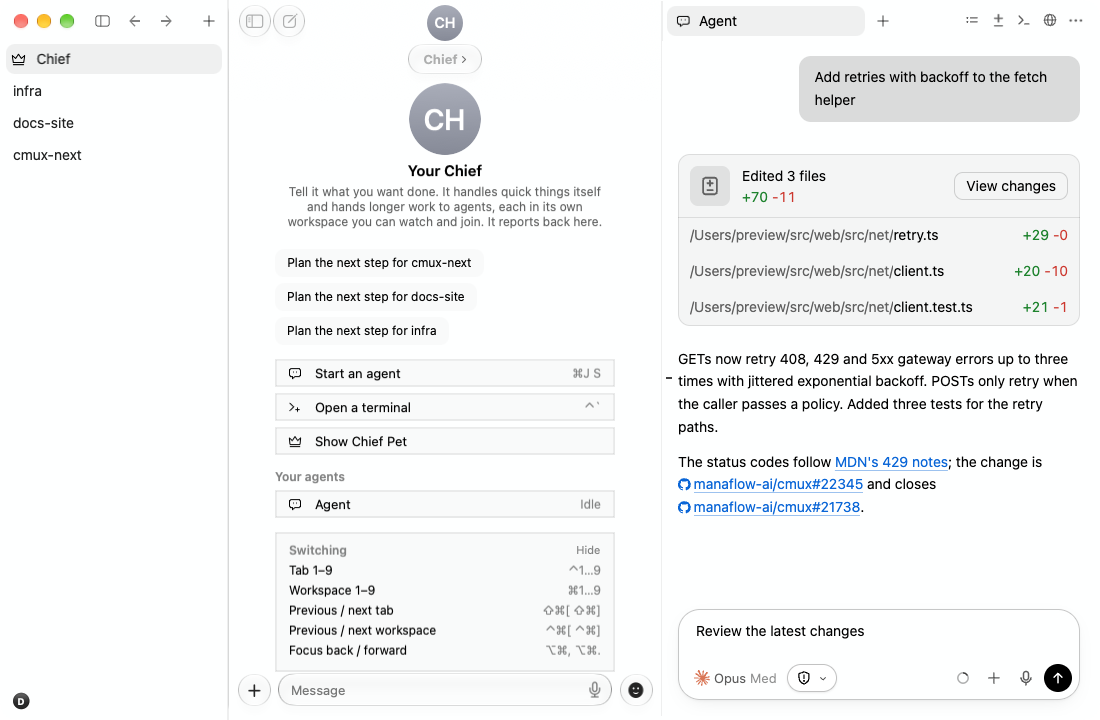 Chief
infra
docs-site
cmux-next
D
CH
Chief
CH
Your Chief
Tell it what you want done. It handles quick things itself
and hands longer work to agents, each in its own
workspace you can watch and join. It reports back here.
Plan the next step for cmux-next
Plan the next step for docs-site
Plan the next step for infra
Start an agent ⌘J S
Open a terminal ^`
Show Chief Pet
Your agents
Agent Idle
Switching Hide
Tab 1–9 ^1…9
Workspace 1–9 ⌘1…9
Previous / next tab ⇧⌘[ ⇧⌘]
Previous / next workspace ^⌘[ ^⌘]
Focus back / forward ⌥⌘, ⌥⌘.
Message
Agent
Add retries with backoff to the fetch
helper
Edited 3 files
+70 -11
View changes
/Users/preview/src/web/src/net/retry.ts +29 -0
/Users/preview/src/web/src/net/client.ts +20 -10
/Users/preview/src/web/src/net/client.test.ts +21 -1
GETs now retry 408, 429 and 5xx gateway errors up to three
times with jittered exponential backoff. POSTs only retry when
the caller passes a policy. Added three tests for the retry
paths.
The status codes follow MDN's 429 notes; the change is
manaflow-ai/cmux#22345 and closes
manaflow-ai/cmux#21738.
Review the latest changes
Opus Med